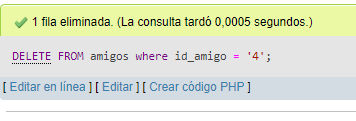 1 fila eliminada. (La consulta tardó 0,0005 segundos.)
DELETE FROM amigos where id_amigo = '4';
[ Editar en línea ] [ Editar ] [ Crear código PHP ]